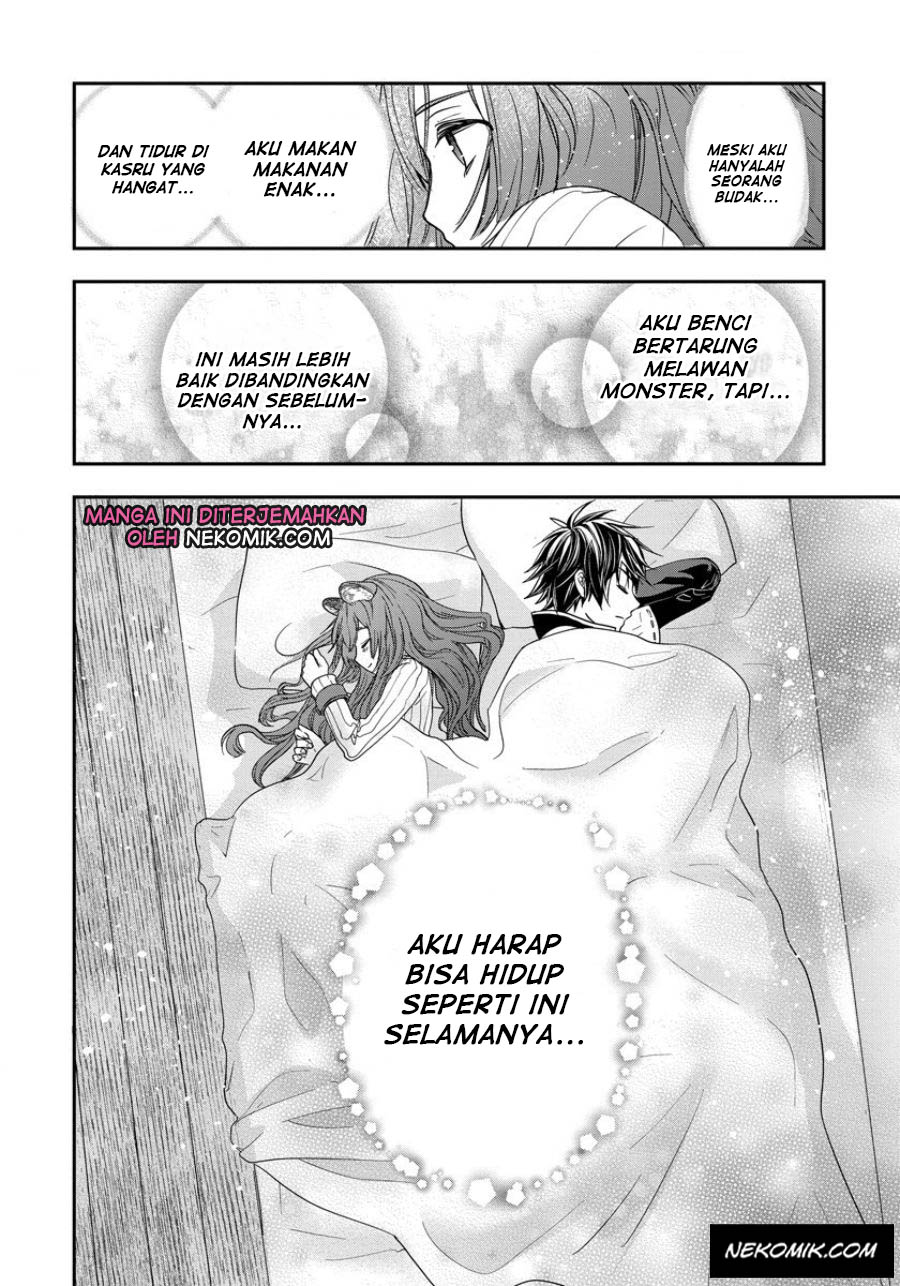 MESKI AKU
HANYALAH
SEORANG
BUDAK...
AKU MAKAN
MAKANAN
ENAK...
DAN TIDUR DI
KASRU YANG
HANGAT...
AKU BENCI
BERTARUNG
MELAWAN
MONSTER, TAPI...
INI MASIH LEBIH
BAIK DIBANDINGKAN
DENGAN SEBELUM-
NYA...
MANGA INI DITERJEMAHKAN
OLEH NEKOMIK.COM
AKU HARAP
BISA HIDUP
SEPERTI INI
SELAMANYA...
NEKOMIK.COM